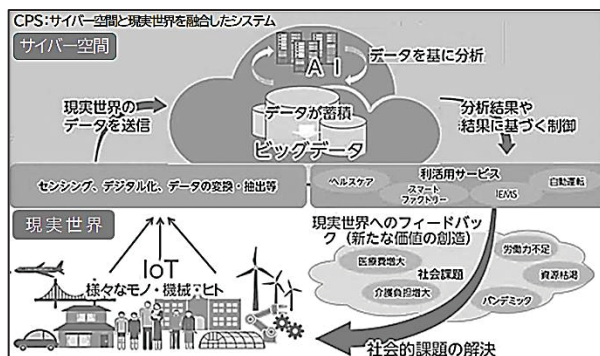 CPS:サイバー空間と現実世界を融合したシステム
サイバー空間
AI
データを基に分析
現実世界の
データを送信
データが蓄積
ビッグデータ
分析結果や
結果に基づく制御
センシング、デジタル化、データの変換・抽出等
利活用サービス
ヘルスケア
スマート
ファクトリー
IEMS
自動運転
現実世界
IoT
様々なモノ・機械・ヒト
現実世界へのフィードバッ
ク(新たな価値の創造)
医療費増大
社会課題
労働力不足
資源枯渇
介護負担増大
パンデミック
社会的課題の解決